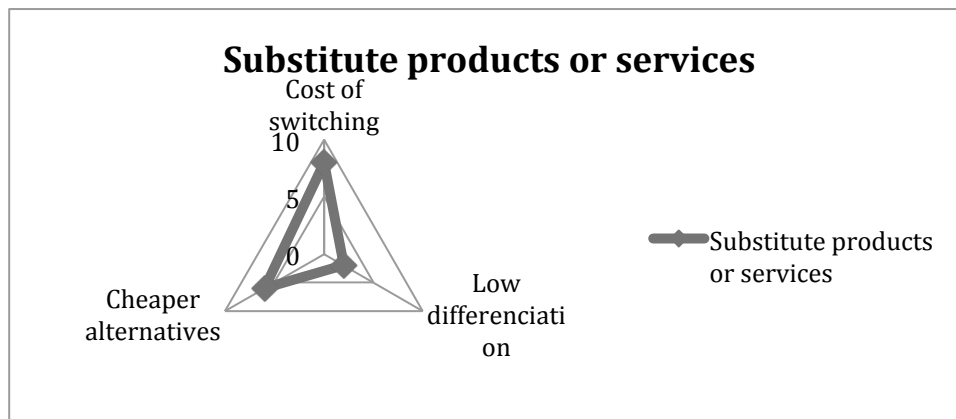 Substitute products or services
Cost of
switching
10
5
0
Cheaper
alternatives
Low
differenciati
on
Substitute products
or services